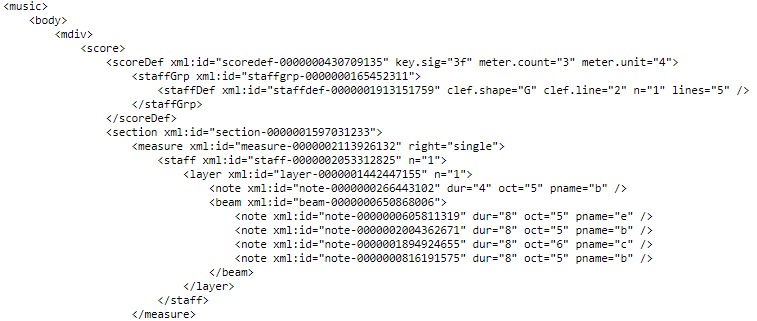 <music>
<body>
<mdiv>
<score>
<scoreDef xml:id="scoredef-0000000430709135" key.sig="3f" meter.count="3" meter.unit="4">
<staffGrp xml:id="staffgrp-0000000165452311">
<staffDef xml:id="staffdef-0000001913151759" clef.shape="G" clef.line="2" n="1" lines="5" />
</staffGrp>
</scoreDef>
<section xml:id="section-0000001597031233">
<measure xml:id="measure-0000002113926132" right="single">
<staff xml:id="staff-0000002053312825" n="1">
<layer xml:id="layer-0000001442447155" n="1">
<note xml:id="note-0000000266443102" dur="4" oct="5" pname="b" />
<beam xml:id="beam-0000000650868006">
<note xml:id="note-0000000605811319" dur="8" oct="5" pname="e" />
<note xml:id="note-0000002004362671" dur="8" oct="5" pname="b" />
<note xml:id="note-0000001894924655" dur="8" oct="6" pname="c" />
<note xml:id="note-0000000816191575" dur="8" oct="5" pname="b" />
</beam>
</layer>
</staff>
</measure>